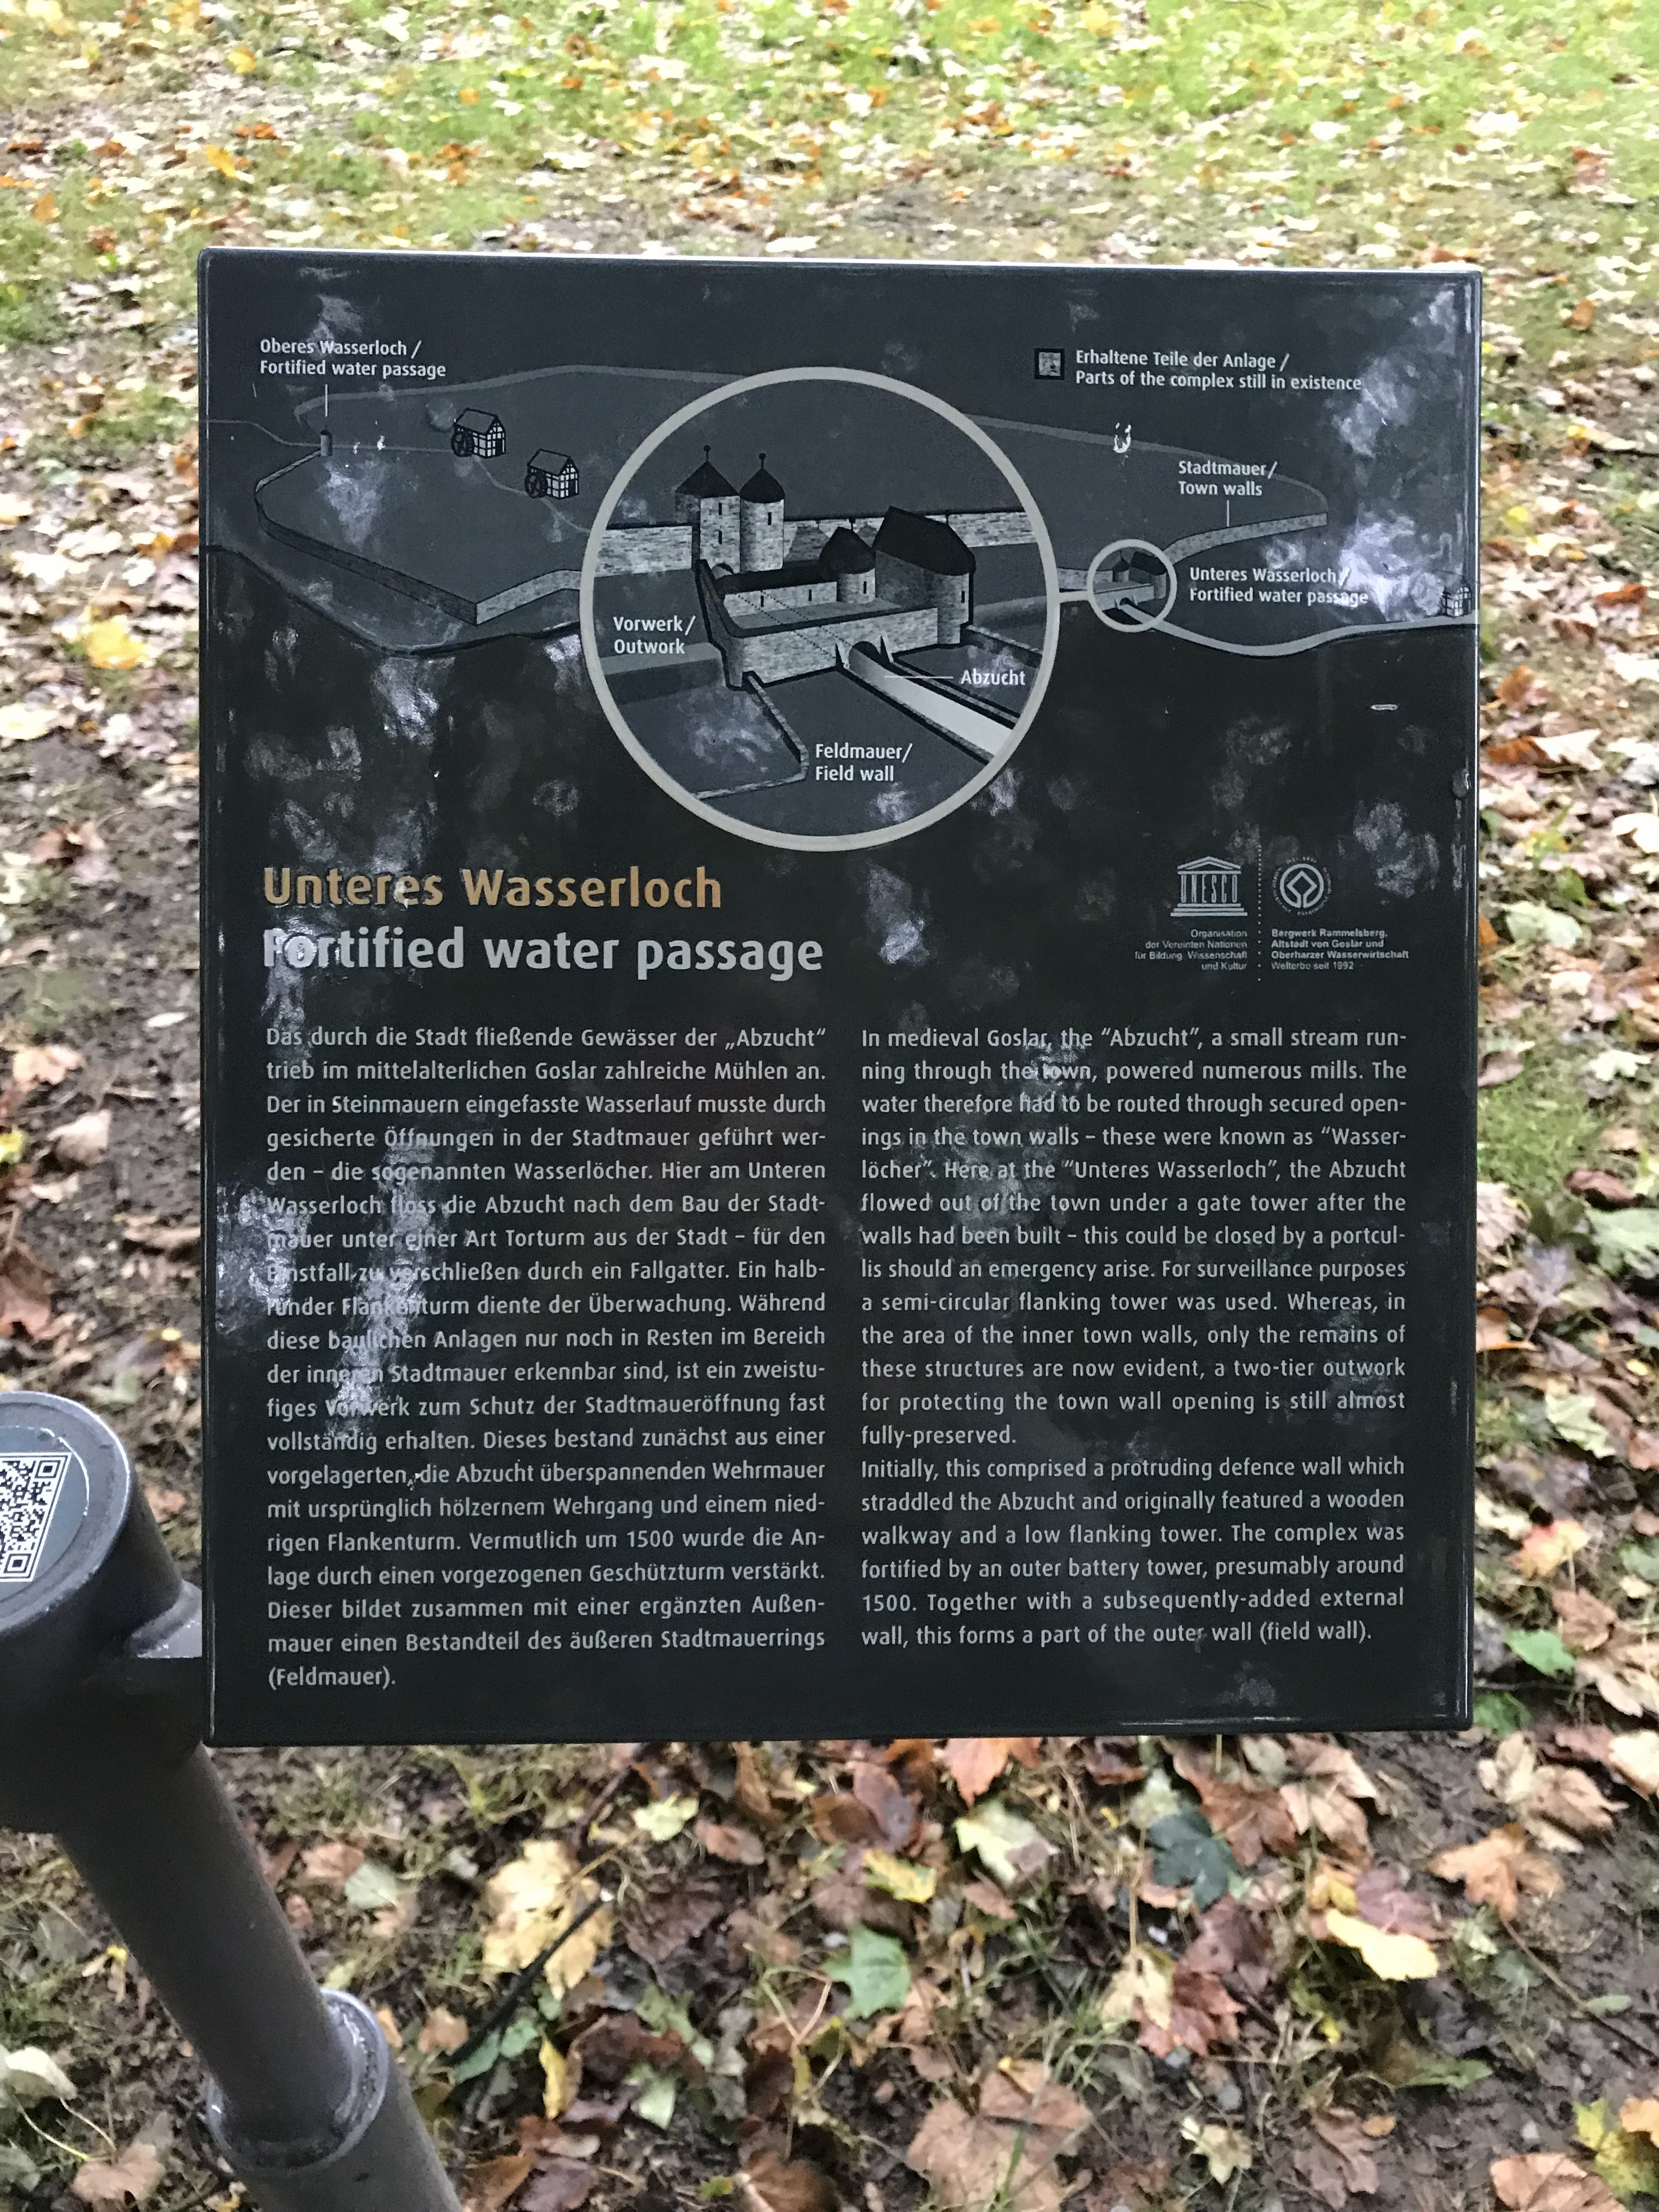 Oberes Wasserloch /
Fortified water passage
Erhaltene Teile der Anlage /
Parts of the complex still in existence
Stadtmauer/
Town walls
Unteres Wasserloch/
Fortified water passage
Vorwerk/
Outwork
Abzucht
Feldmauer/
Field wall
Unteres Wasserloch
Fortified water passage
UNESCO
Organisation
der Vereinten Nationen
für Bildung, Wissenschaft
und Kultur
Bergwerk Rammelsberg,
Altstadt von Goslar und
Oberharzer Wasserwirtschaft
Welterbe seit 1992
Das durch die Stadt fließende Gewässer der „Abzucht“
trieb im mittelalterlichen Goslar zahlreiche Mühlen an.
Der in Steinmauern eingefasste Wasserlauf musste durch
gesicherte Öffnungen in der Stadtmauer geführt wer-
den – die sogenannten Wasserlöcher. Hier am Unteren
Wasserloch floss die Abzucht nach dem Bau der Stadt-
mauer unter einer Art Torturm aus der Stadt – für den
Ernstfall zu verschließen durch ein Fallgatter. Ein halb-
runder Flankenturm diente der Überwachung. Während
diese baulichen Anlagen nur noch in Resten im Bereich
der inneren Stadtmauer erkennbar sind, ist ein zweistu-
figes Vorwerk zum Schutz der Stadtmaueröffnung fast
vollständig erhalten. Dieses bestand zunächst aus einer
vorgelagerten, die Abzucht überspannenden Wehrmauer
mit ursprünglich hölzernem Wehrgang und einem nied-
rigen Flankenturm. Vermutlich um 1500 wurde die An-
lage durch einen vorgezogenen Geschützturm verstärkt.
Dieser bildet zusammen mit einer ergänzten Außen-
mauer einen Bestandteil des äußeren Stadtmauerrings
(Feldmauer).
In medieval Goslar, the “Abzucht”, a small stream run-
ning through the town, powered numerous mills. The
water therefore had to be routed through secured open-
ings in the town walls – these were known as “Wasser-
löcher”. Here at the “Unteres Wasserloch”, the Abzucht
flowed out of the town under a gate tower after the
walls had been built – this could be closed by a portcul-
lis should an emergency arise. For surveillance purposes
a semi-circular flanking tower was used. Whereas, in
the area of the inner town walls, only the remains of
these structures are now evident, a two-tier outwork
for protecting the town wall opening is still almost
fully-preserved.
Initially, this comprised a protruding defence wall which
straddled the Abzucht and originally featured a wooden
walkway and a low flanking tower. The complex was
fortified by an outer battery tower, presumably around
1500. Together with a subsequently-added external
wall, this forms a part of the outer wall (field wall).